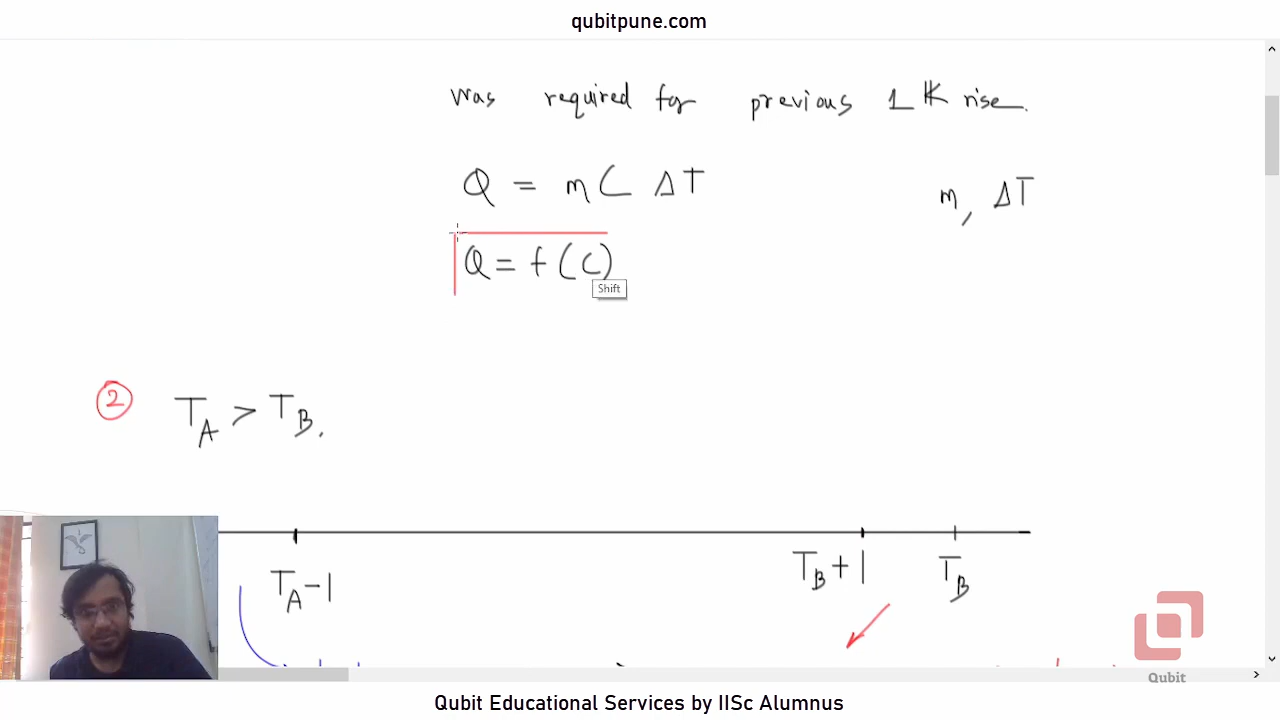 qubitpune.com
Was required for previous 1 K rise.
Q = m C ΔT
m, ΔT
Q = f(C)
Shift
2
T_A > T_B.
T_A-1
T_B+1
T_B
Qubit
Qubit Educational Services by IISc Alumnus